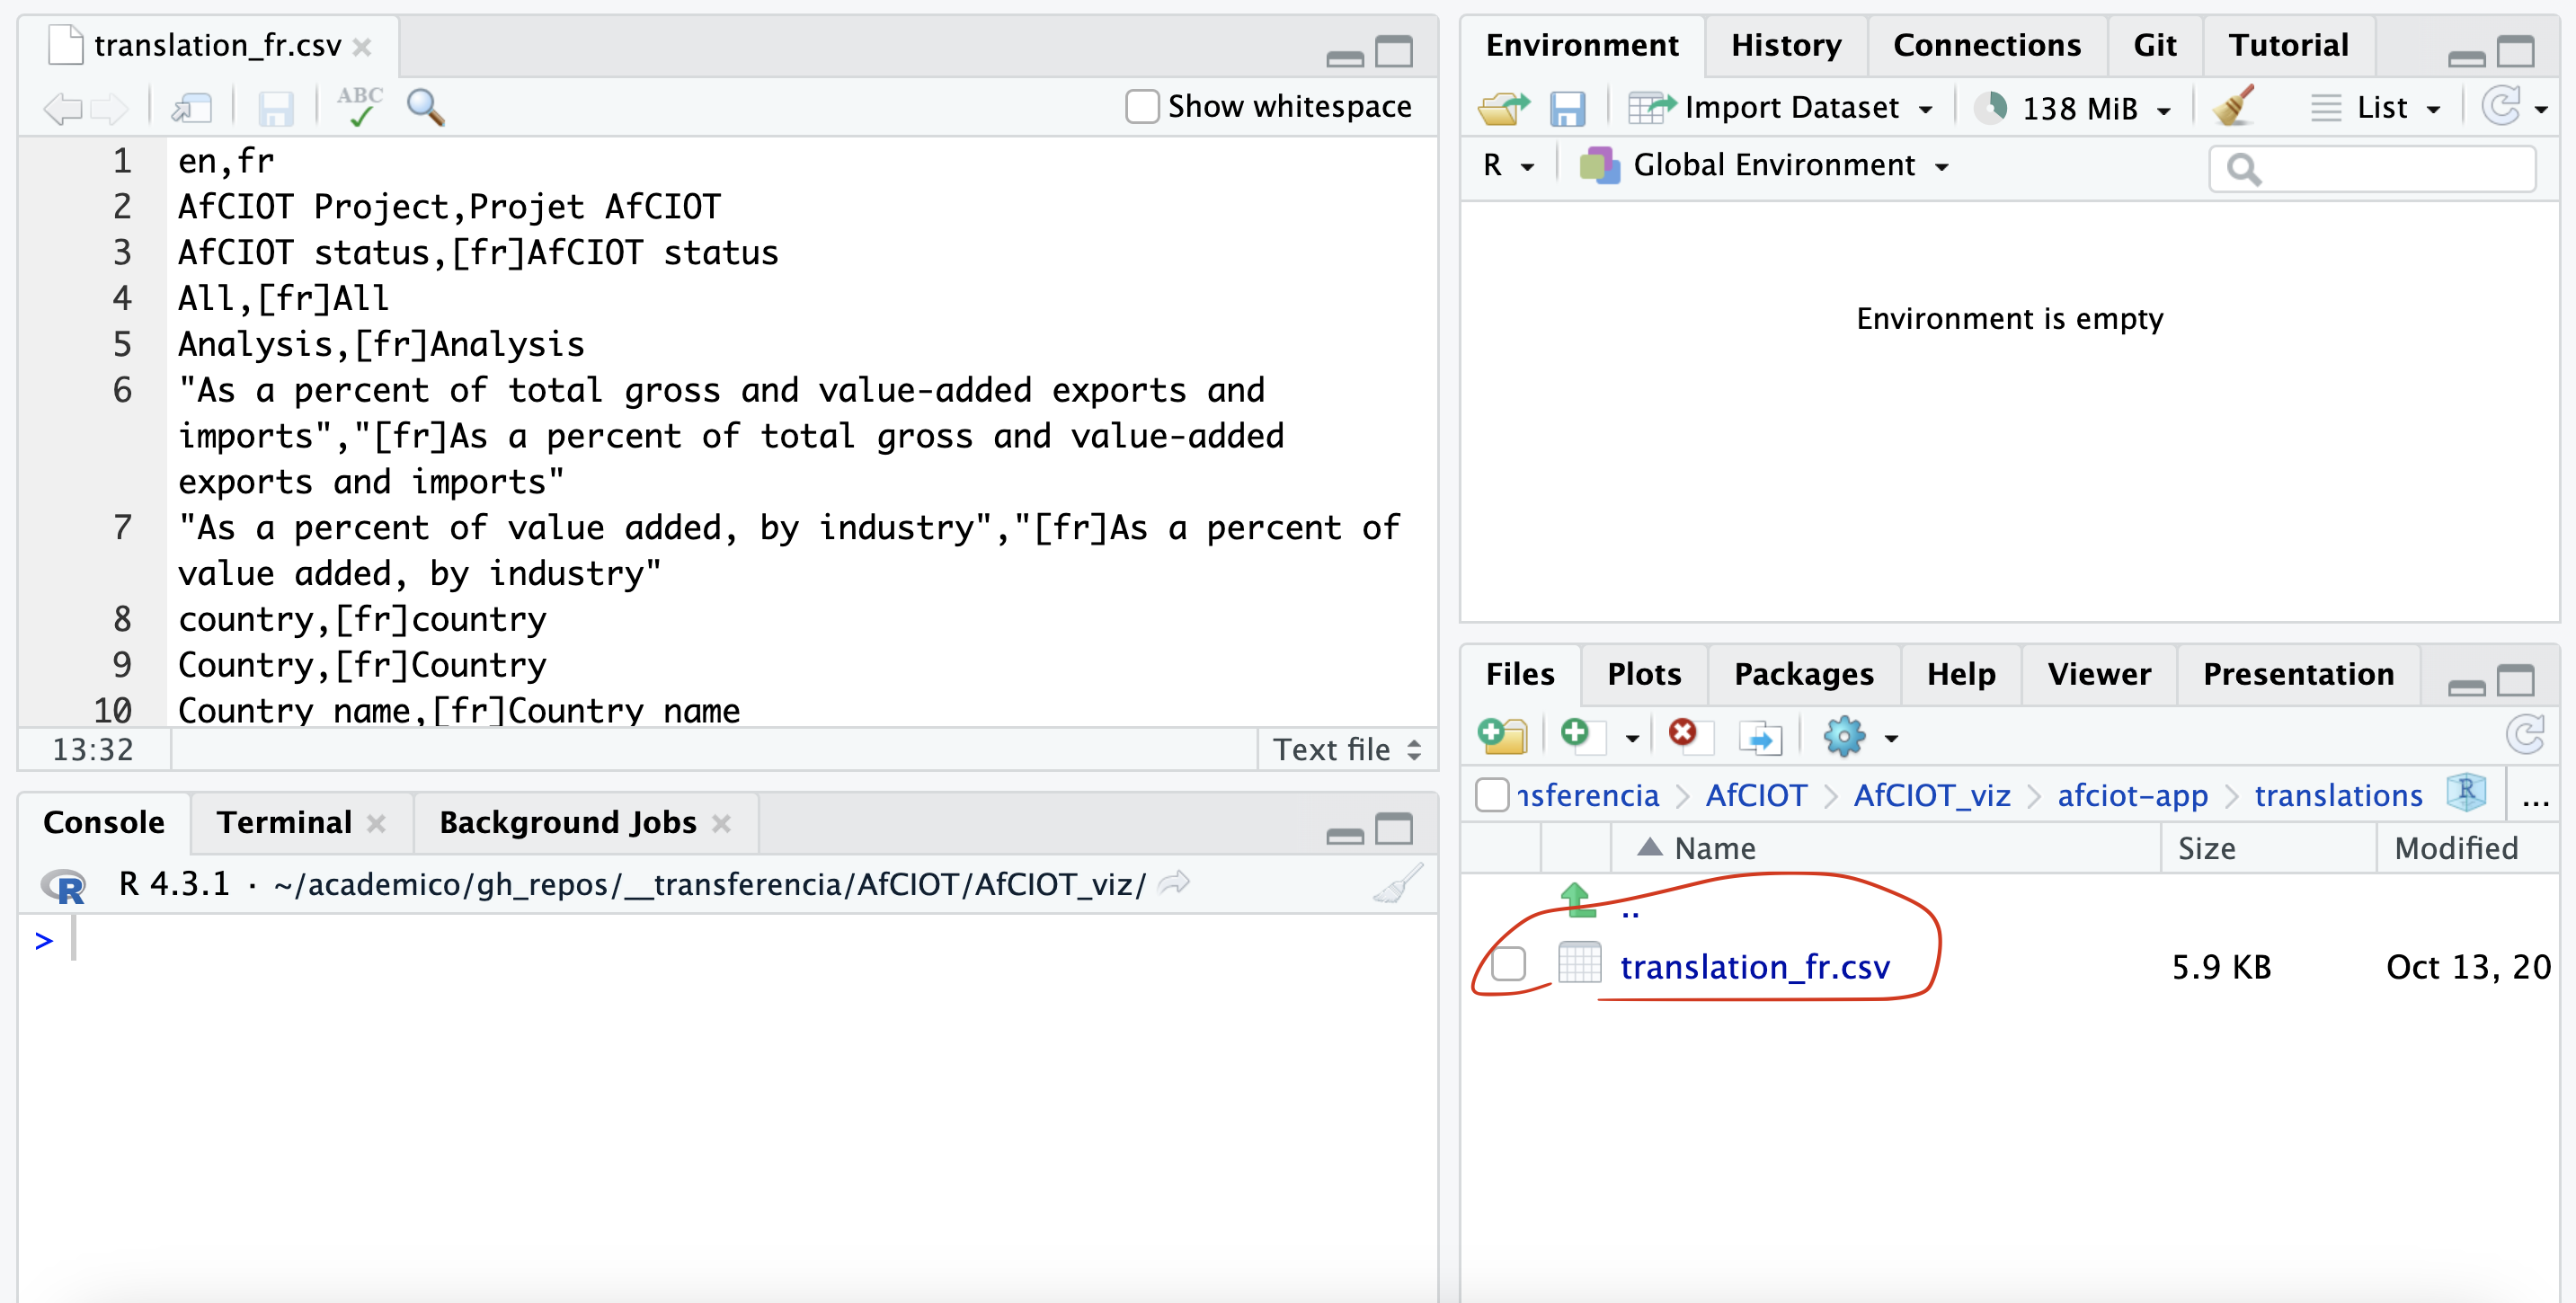 translation_fr.csv
ABC
Show whitespace
1 en,fr
2 AfCIOT Project,Projet AfCIOT
3 AfCIOT status,[fr]AfCIOT status
4 All,[fr]All
5 Analysis,[fr]Analysis
6 "As a percent of total gross and value-added exports and
imports","[fr]As a percent of total gross and value-added
exports and imports"
7 "As a percent of value added, by industry","[fr]As a percent of
value added, by industry"
8 country,[fr]country
9 Country,[fr]Country
10 Country name,[fr]Country name
13:32
Text file
Console Terminal Background Jobs
R 4.3.1 · ~/academico/gh_repos/__transferencia/AfCIOT/AfCIOT_viz/
>
Environment History Connections Git Tutorial
Import Dataset 138 MiB List
R Global Environment
Environment is empty
Files Plots Packages Help Viewer Presentation
nsferencia AfCIOT AfCIOT_viz afciot-app translations R ...
Name Size Modified
..
translation_fr.csv 5.9 KB Oct 13, 20